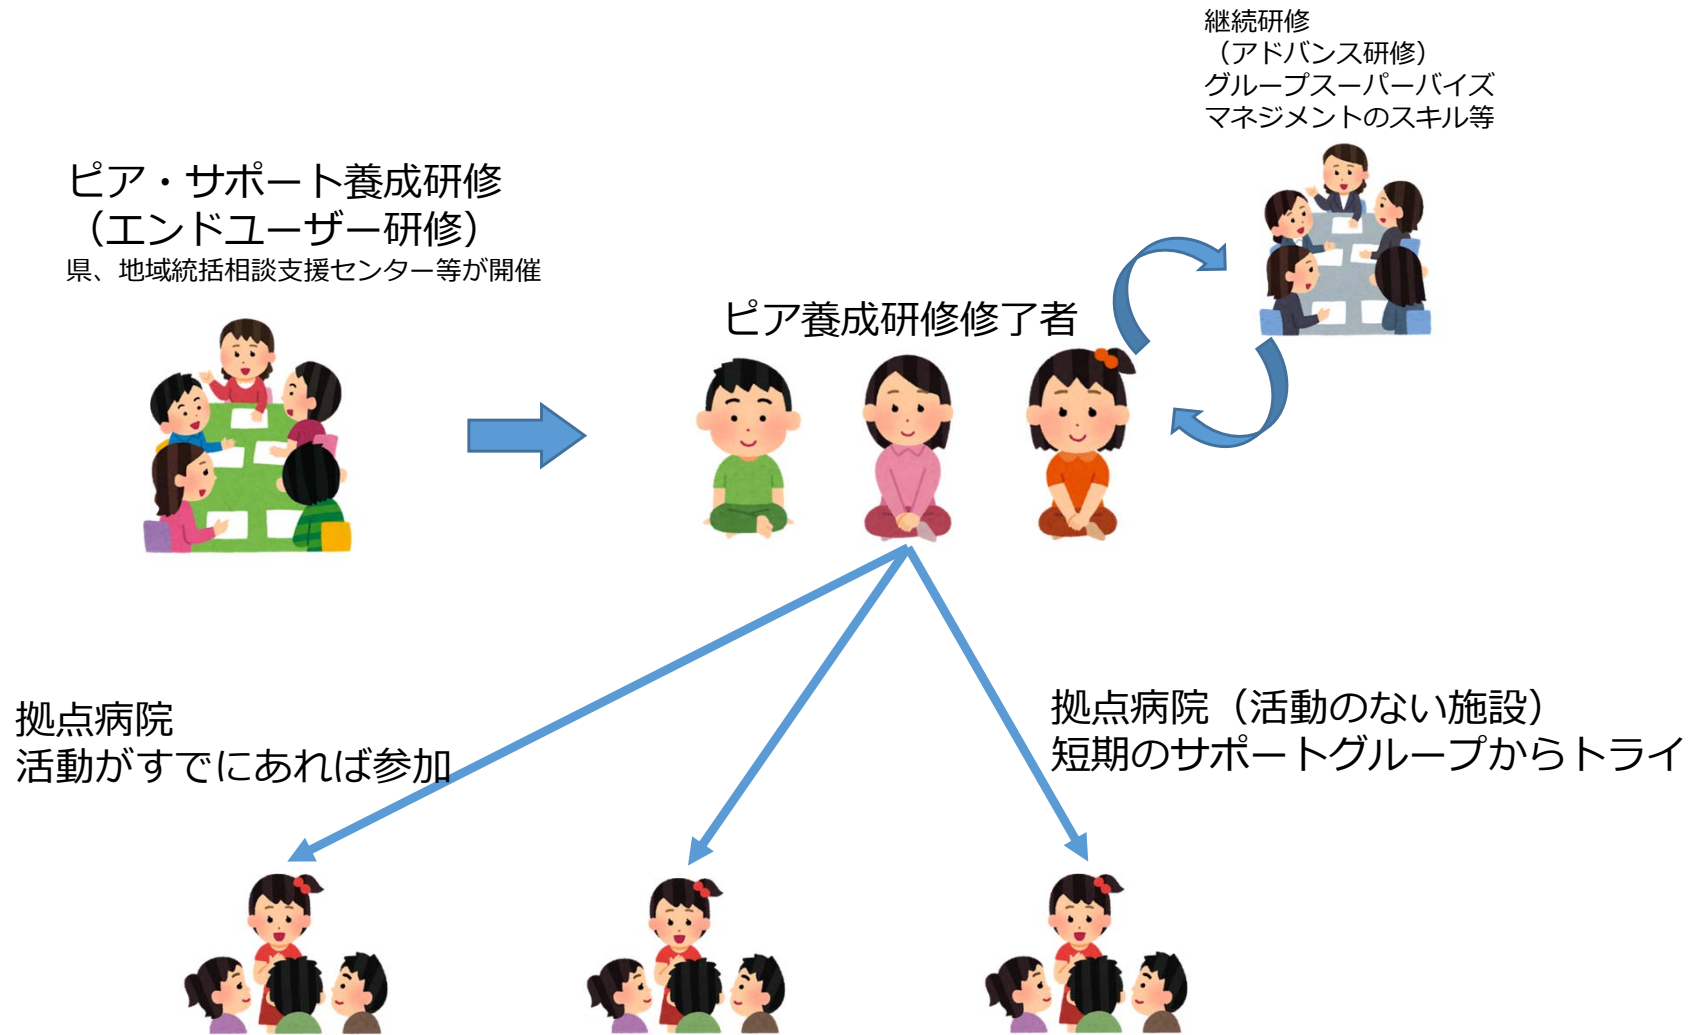 継続研修
（アドバンス研修）
グループスーパーバイズ
マネジメントのスキル等
ピア・サポート養成研修
（エンドユーザー研修）
県、地域統括相談支援センター等が開催
ピア養成研修修了者
拠点病院
活動がすでにあれば参加
拠点病院（活動のない施設）
短期のサポートグループからトライ